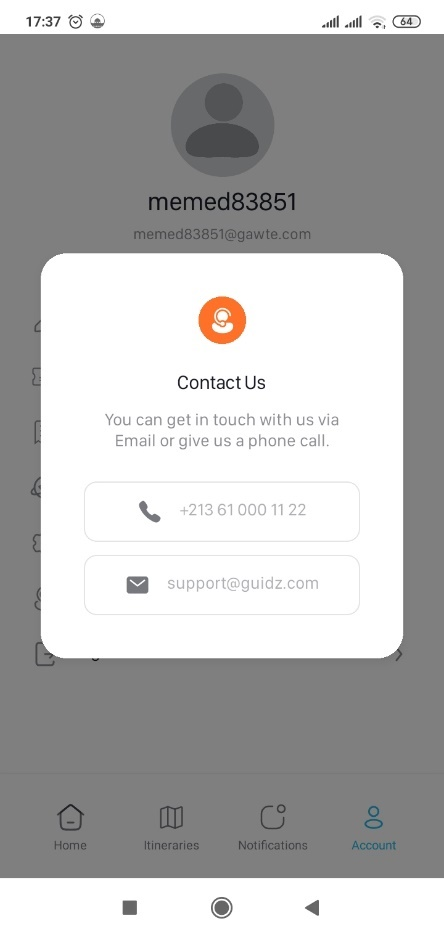 17:37
64
memed83851
memed83851@gawte.com
Contact Us
You can get in touch with us via
Email or give us a phone call.
+213 61 000 11 22
support@guidz.com
Home
Itineraries
Notifications
Account